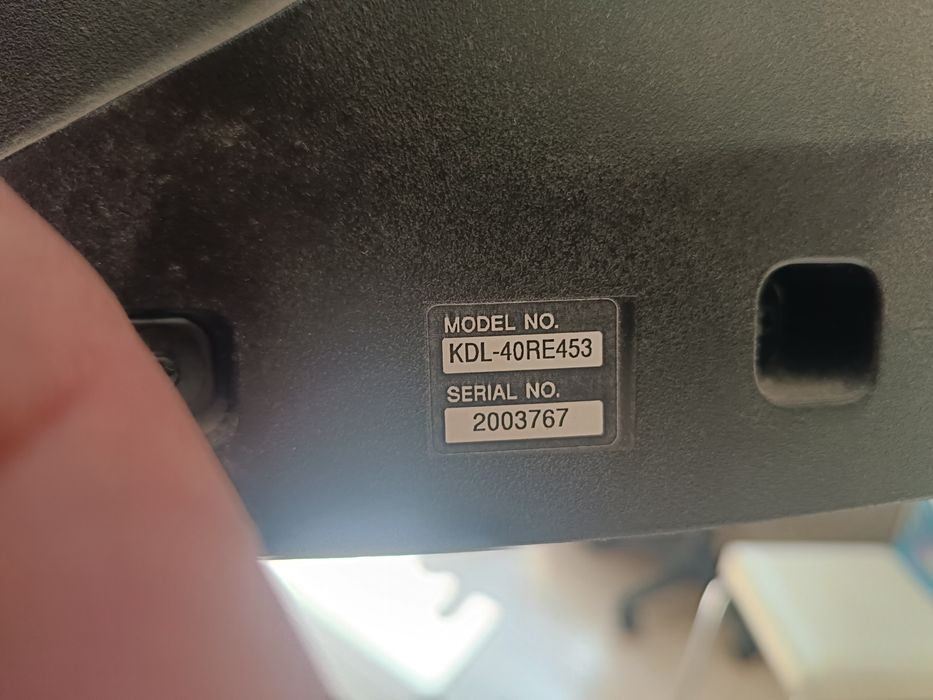 MODEL NO.
KDL-40RE453
SERIAL NO.
2003767